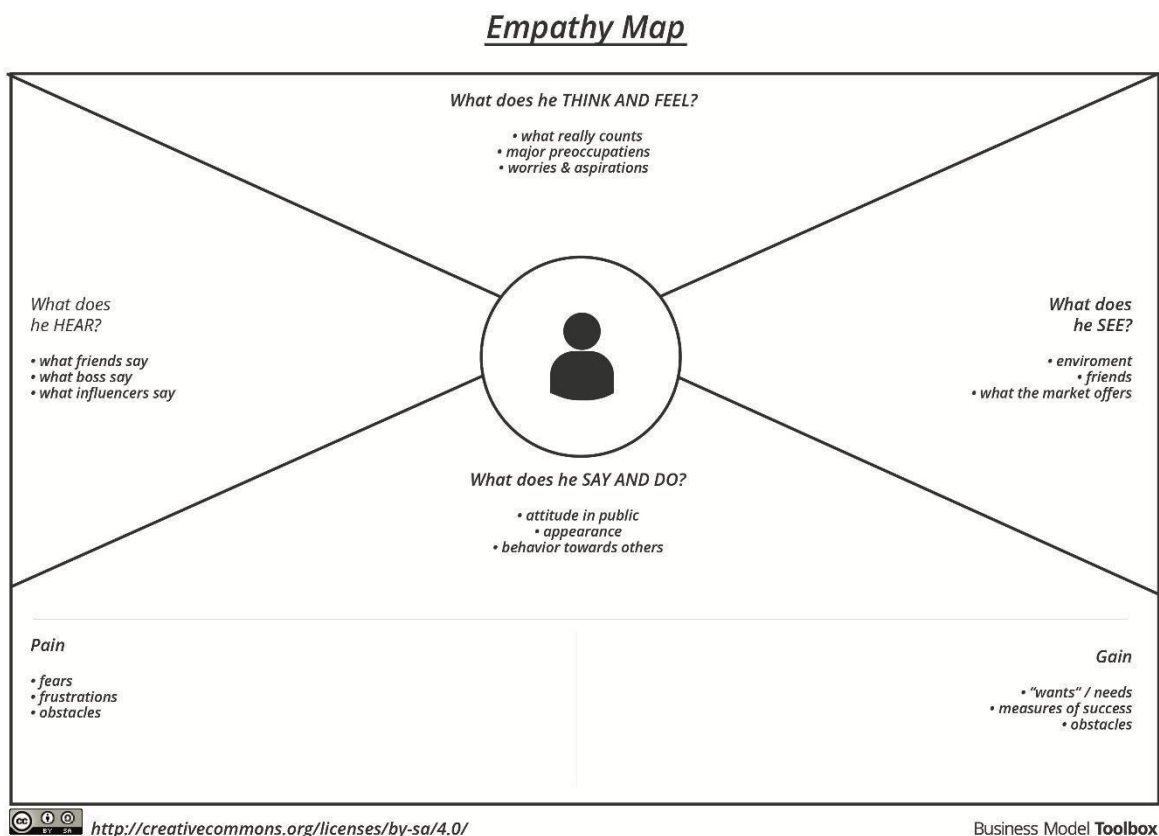 Empathy Map
What does he THINK AND FEEL?
• what really counts
• major preoccupatiens
• worries & aspirations
What does
he HEAR?
• what friends say
• what boss say
• what influencers say
What does
he SEE?
• enviroment
• friends
• what the market offers
What does he SAY AND DO?
• attitude in public
• appearance
• behavior towards others
Pain
• fears
• frustrations
• obstacles
Gain
• "wants" / needs
• measures of success
• obstacles
cc BY SA
http://creativecommons.org/licenses/by-sa/4.0/
Business Model Toolbox